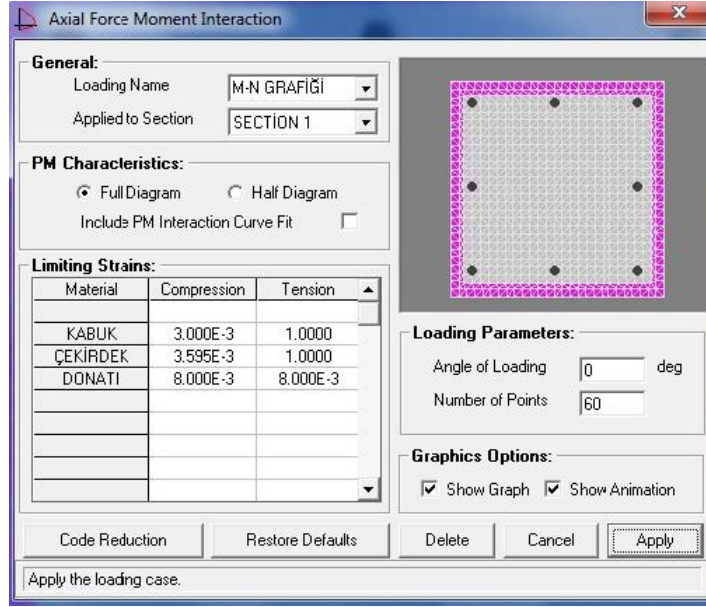 Axial Force Moment Interaction
General:
Loading Name M-N GRAFİĞİ
Applied to Section SECTİON 1
PM Characteristics:
Full Diagram Half Diagram
Include PM Interaction Curve Fit
Limiting Strains:
Material Compression Tension
KABUK 3.000E-3 1.0000
ÇEKİRDEK 3.595E-3 1.0000
DONATI 8.000E-3 8.000E-3
Loading Parameters:
Angle of Loading 0 deg
Number of Points 60
Graphics Options:
Show Graph Show Animation
Code Reduction Restore Defaults Delete Cancel Apply
Apply the loading case.